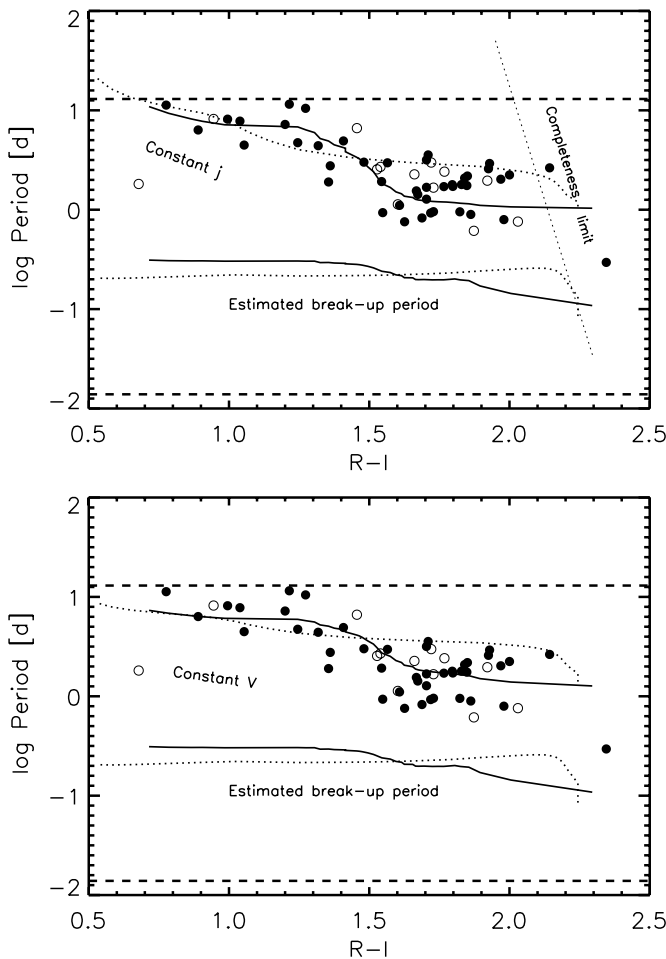 2
1
0
−1
−2
log Period [d]
Constant j
Completeness limit
Estimated break−up period
0.5 1.0 1.5 2.0 2.5
R−I
2
1
0
−1
−2
log Period [d]
Constant V
Estimated break−up period
0.5 1.0 1.5 2.0 2.5
R−I